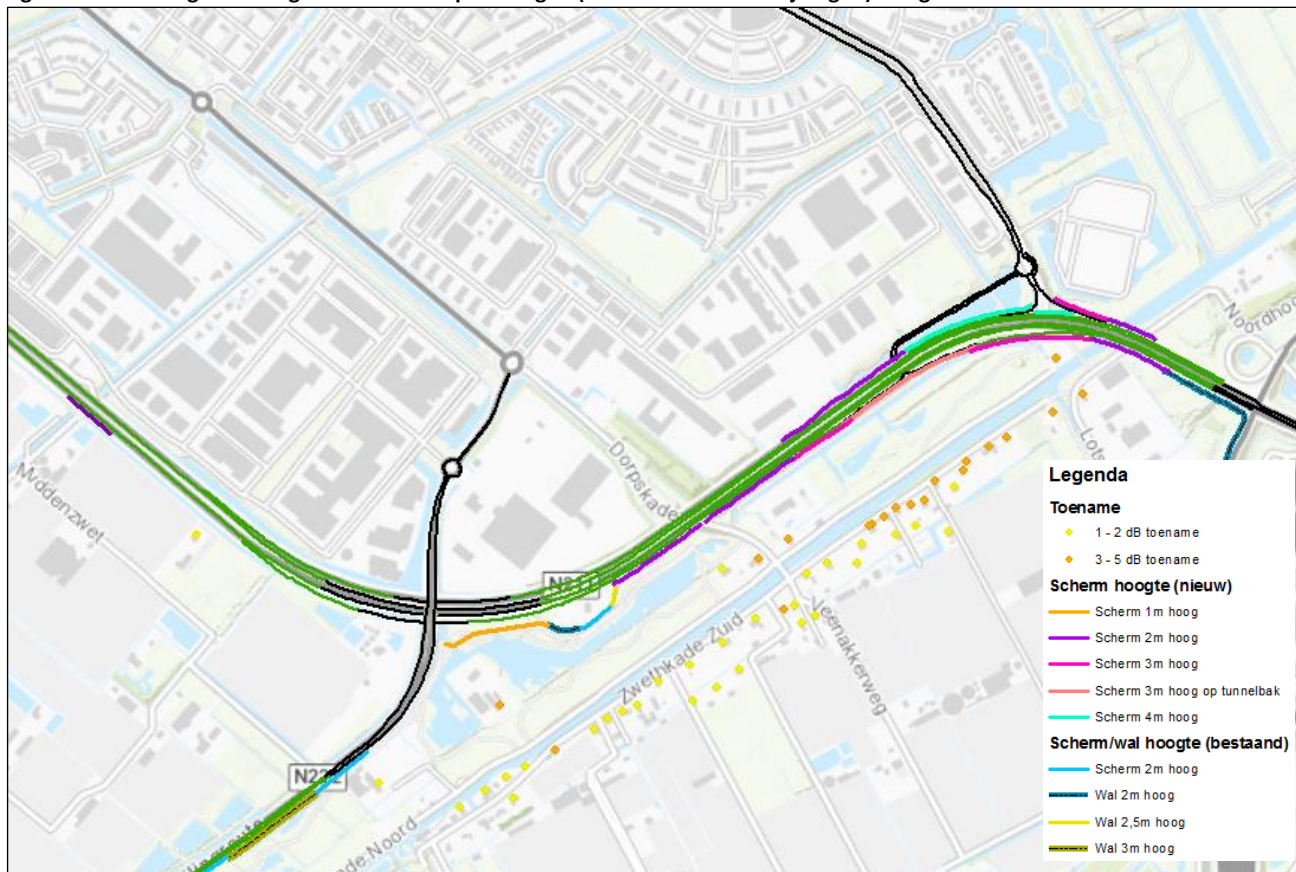 Noordhoo
Lots
Middenzwet
Dorpskade
Zwethkade Zuid
Veenakkerweg
N222
ade-Noord
Legenda
Toename
1 - 2 dB toename
3 - 5 dB toename
Scherm hoogte (nieuw)
Scherm 1m hoog
Scherm 2m hoog
Scherm 3m hoog
Scherm 3m hoog op tunnelbak
Scherm 4m hoog
Scherm/wal hoogte (bestaand)
Scherm 2m hoog
Wal 2m hoog
Wal 2,5m hoog
Wal 3m hoog